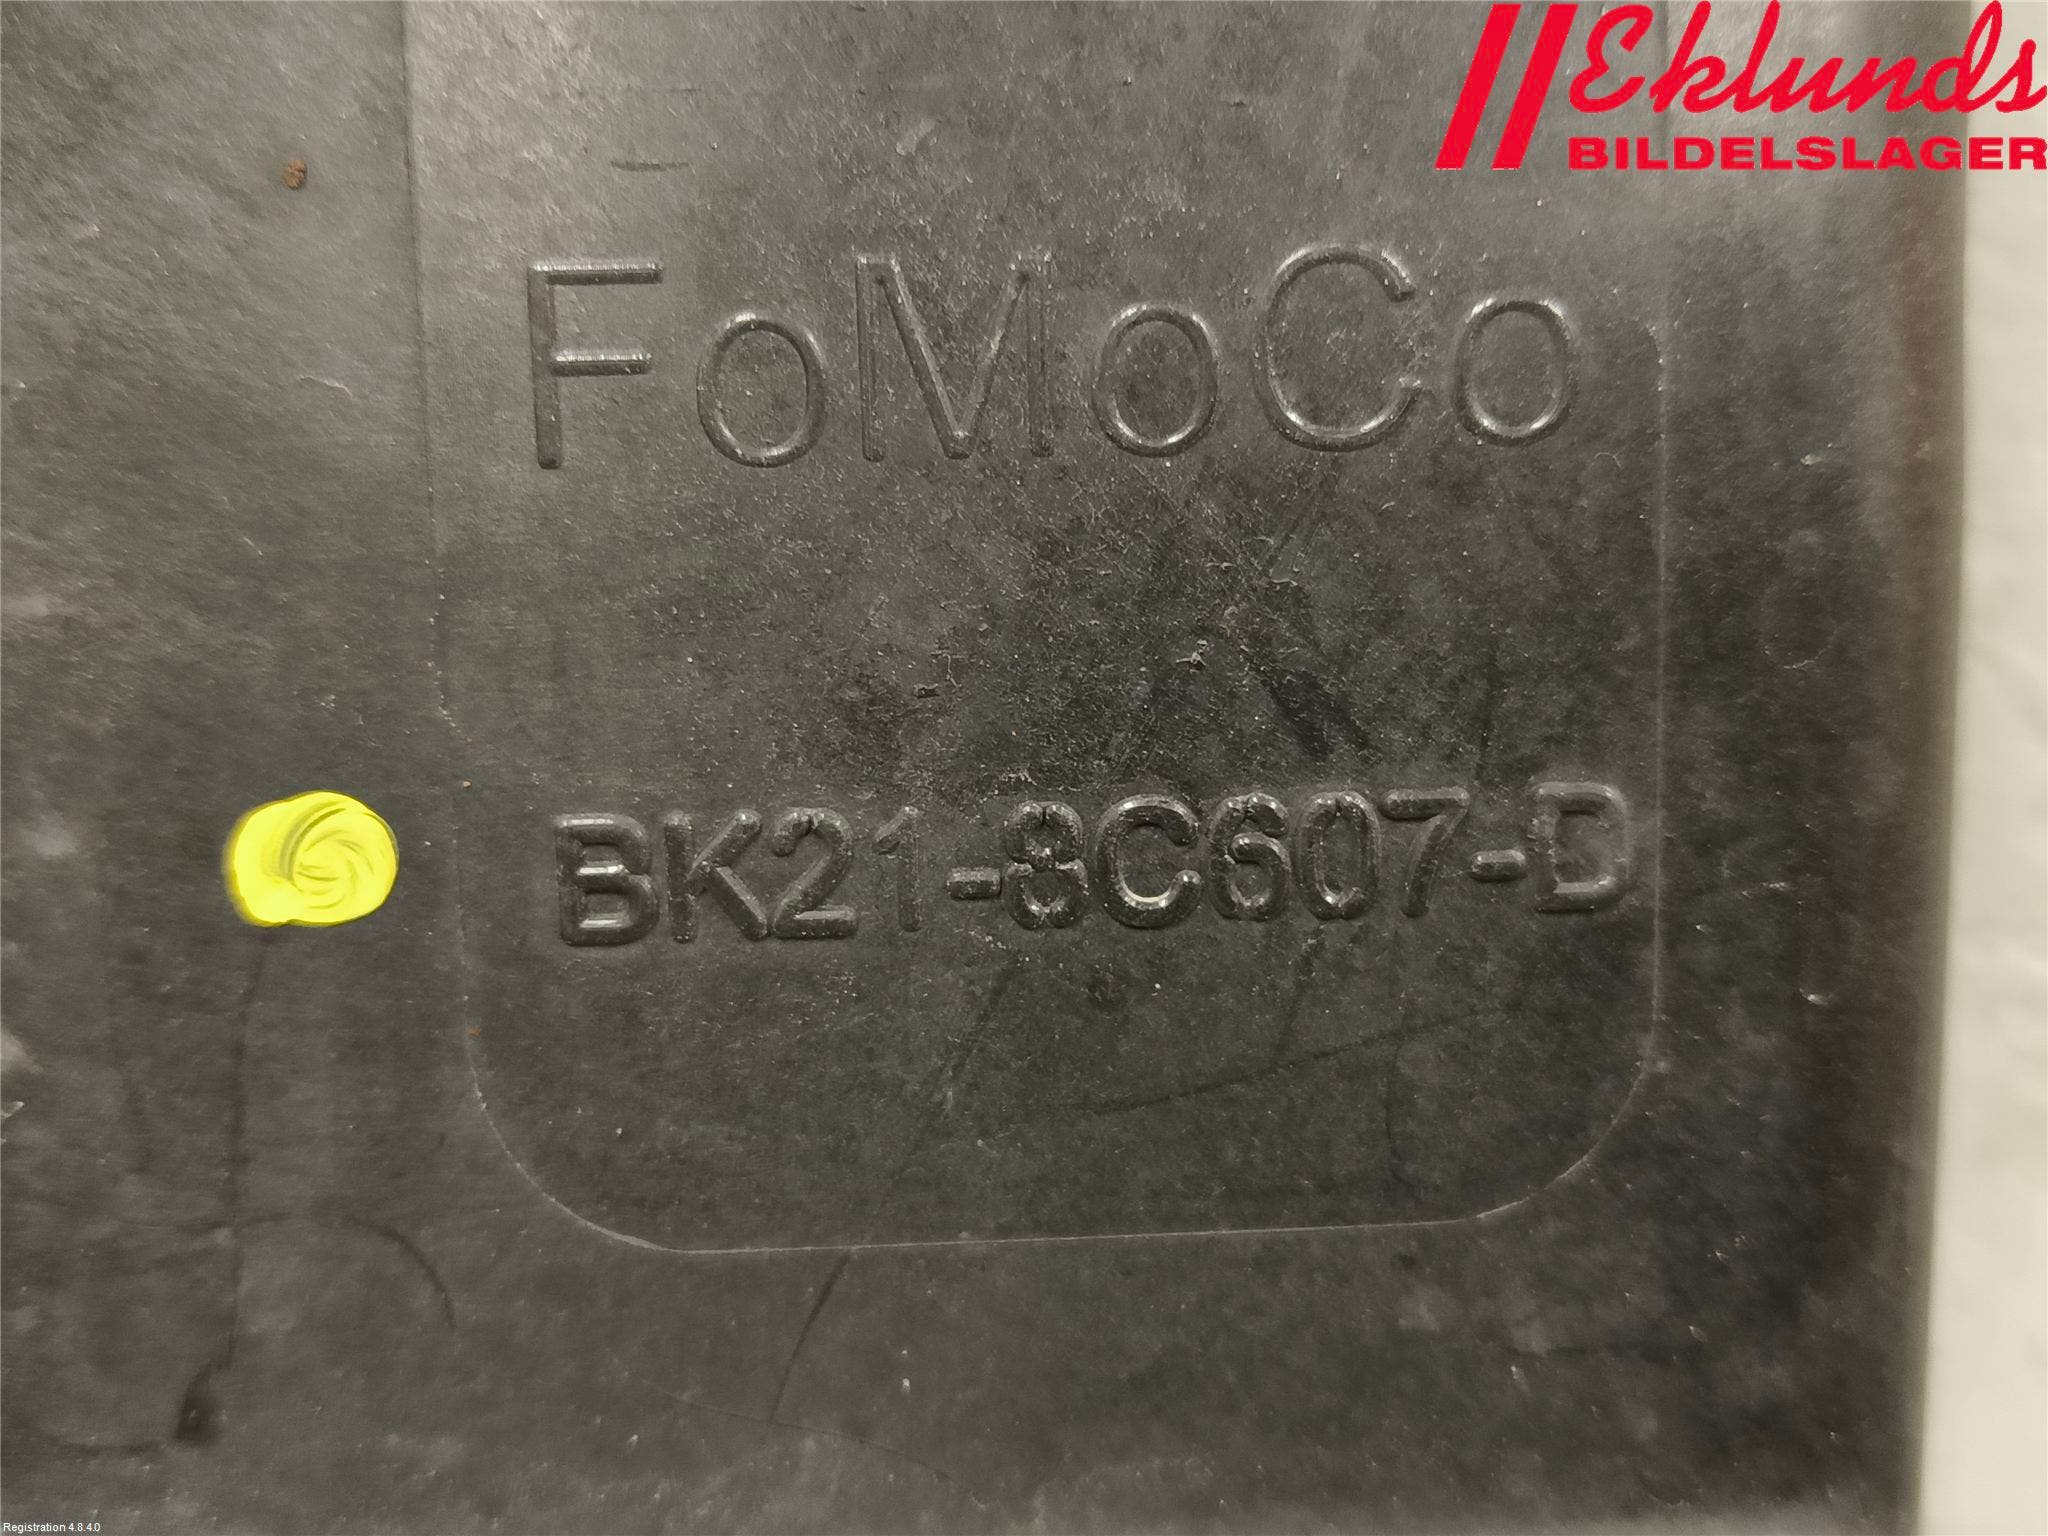 Eklunds
BILDELSLAGER
FoMoCo
BK21-8C607-D
Registration 4.8.4.0